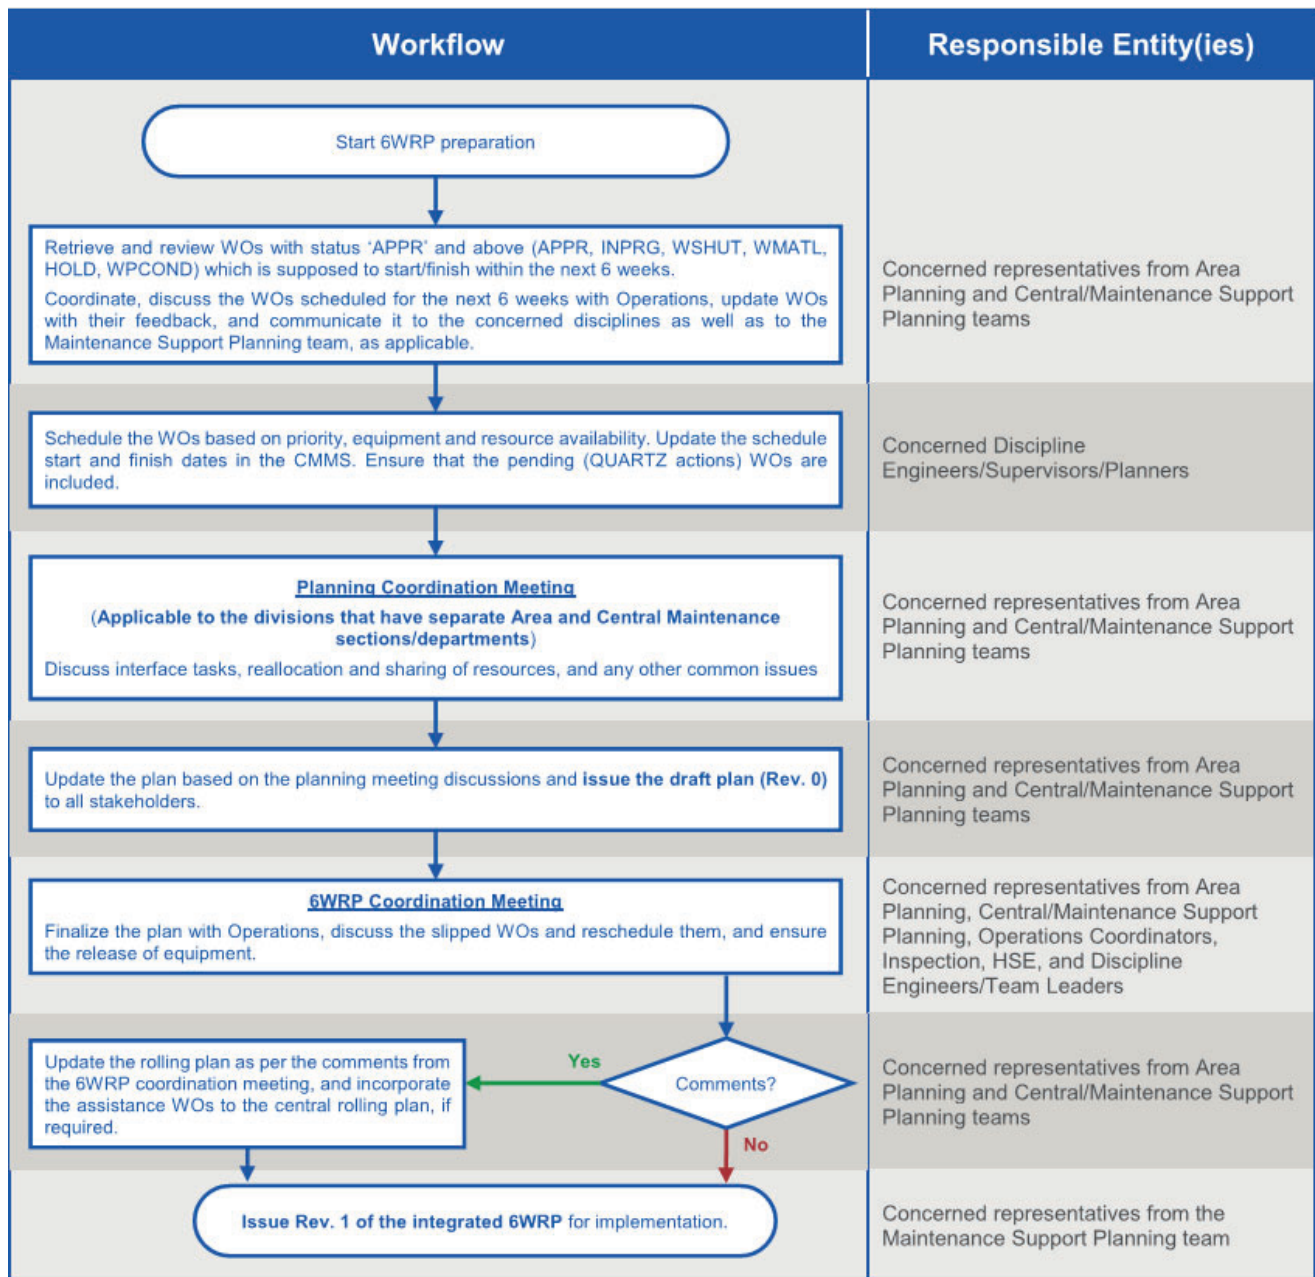 Workflow
Responsible Entity(ies)
Start 6WRP preparation
Retrieve and review WOs with status ‘APPR’ and above (APPR, INPRG, WSHUT, WMATL,
HOLD, WPCOND) which is supposed to start/finish within the next 6 weeks.
Coordinate, discuss the WOs scheduled for the next 6 weeks with Operations, update WOs
with their feedback, and communicate it to the concerned disciplines as well as to the
Maintenance Support Planning team, as applicable.
Concerned representatives from Area
Planning and Central/Maintenance Support
Planning teams
Schedule the WOs based on priority, equipment and resource availability. Update the schedule
start and finish dates in the CMMS. Ensure that the pending (QUARTZ actions) WOs are
included.
Concerned Discipline
Engineers/Supervisors/Planners
Planning Coordination Meeting
(Applicable to the divisions that have separate Area and Central Maintenance
sections/departments)
Discuss interface tasks, reallocation and sharing of resources, and any other common issues
Concerned representatives from Area
Planning and Central/Maintenance Support
Planning teams
Update the plan based on the planning meeting discussions and issue the draft plan (Rev. 0)
to all stakeholders.
Concerned representatives from Area
Planning and Central/Maintenance Support
Planning teams
6WRP Coordination Meeting
Finalize the plan with Operations, discuss the slipped WOs and reschedule them, and ensure
the release of equipment.
Concerned representatives from Area
Planning, Central/Maintenance Support
Planning, Operations Coordinators,
Inspection, HSE, and Discipline
Engineers/Team Leaders
Update the rolling plan as per the comments from
the 6WRP coordination meeting, and incorporate
the assistance WOs to the central rolling plan, if
required.
Yes
Comments?
No
Concerned representatives from Area
Planning and Central/Maintenance Support
Planning teams
Issue Rev. 1 of the integrated 6WRP for implementation.
Concerned representatives from the
Maintenance Support Planning team